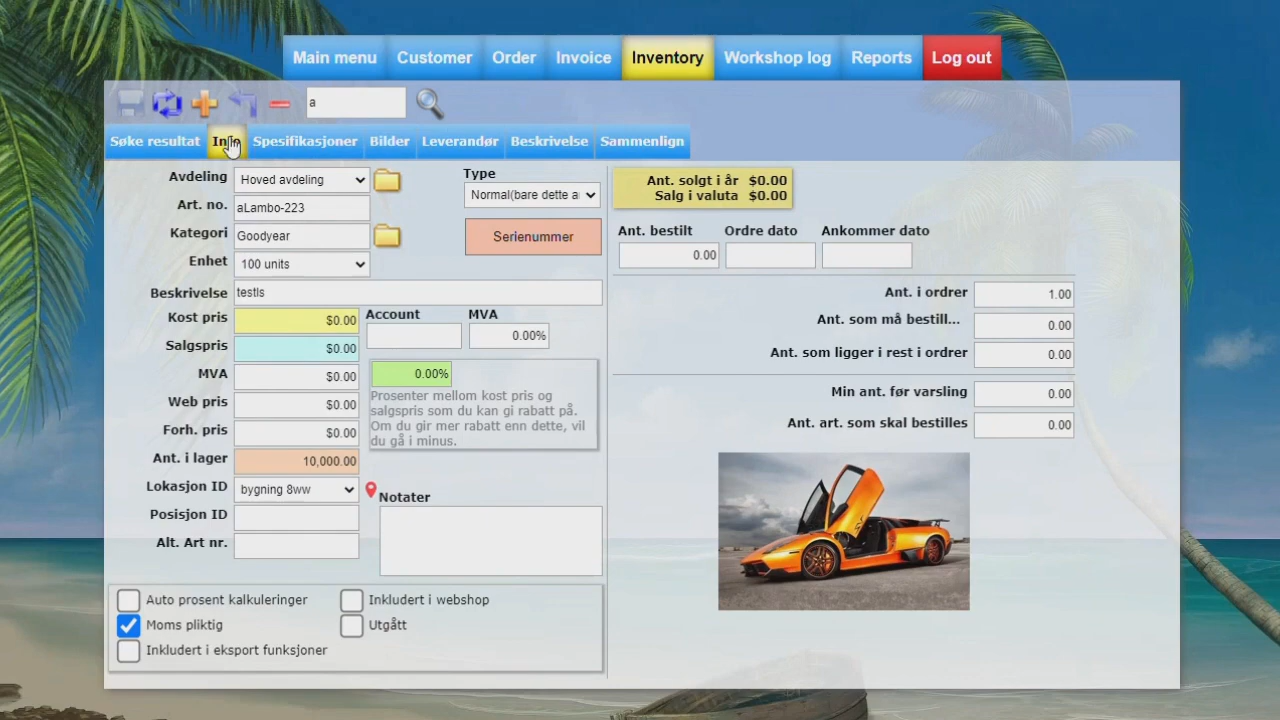 Main menu Customer Order Invoice Inventory Workshop log Reports Log out
a
Søke resultat Spesifikasjoner Bilder Leverandør Beskrivelse Sammenlign
Avdeling Hoved avdeling
Type
Normal(bare dette a
Art. no. aLambo-223
Kategori Goodyear
Serienummer
Enhet 100 units
Beskrivelse testls
Kost pris $0.00
Account MVA
0.00%
Salgspris $0.00
MVA $0.00
0.00%
Prosenter mellom kost pris og
salgspris som du kan gi rabatt på.
Om du gir mer rabatt enn dette, vil
du gå i minus.
Web pris $0.00
Forh. pris $0.00
Ant. i lager 10,000.00
Lokasjon ID bygning 8ww
Posisjon ID
Alt. Art nr.
Notater
Auto prosent kalkuleringer
Inkludert i webshop
Moms pliktig
Utgått
Inkludert i eksport funksjoner
Ant. solgt i år $0.00
Salg i valuta $0.00
Ant. bestilt Ordre dato Ankommer dato
0.00
Ant. i ordrer 1.00
Ant. som må bestill... 0.00
Ant. som ligger i rest i ordrer 0.00
Min ant. før varsling 0.00
Ant. art. som skal bestilles 0.00